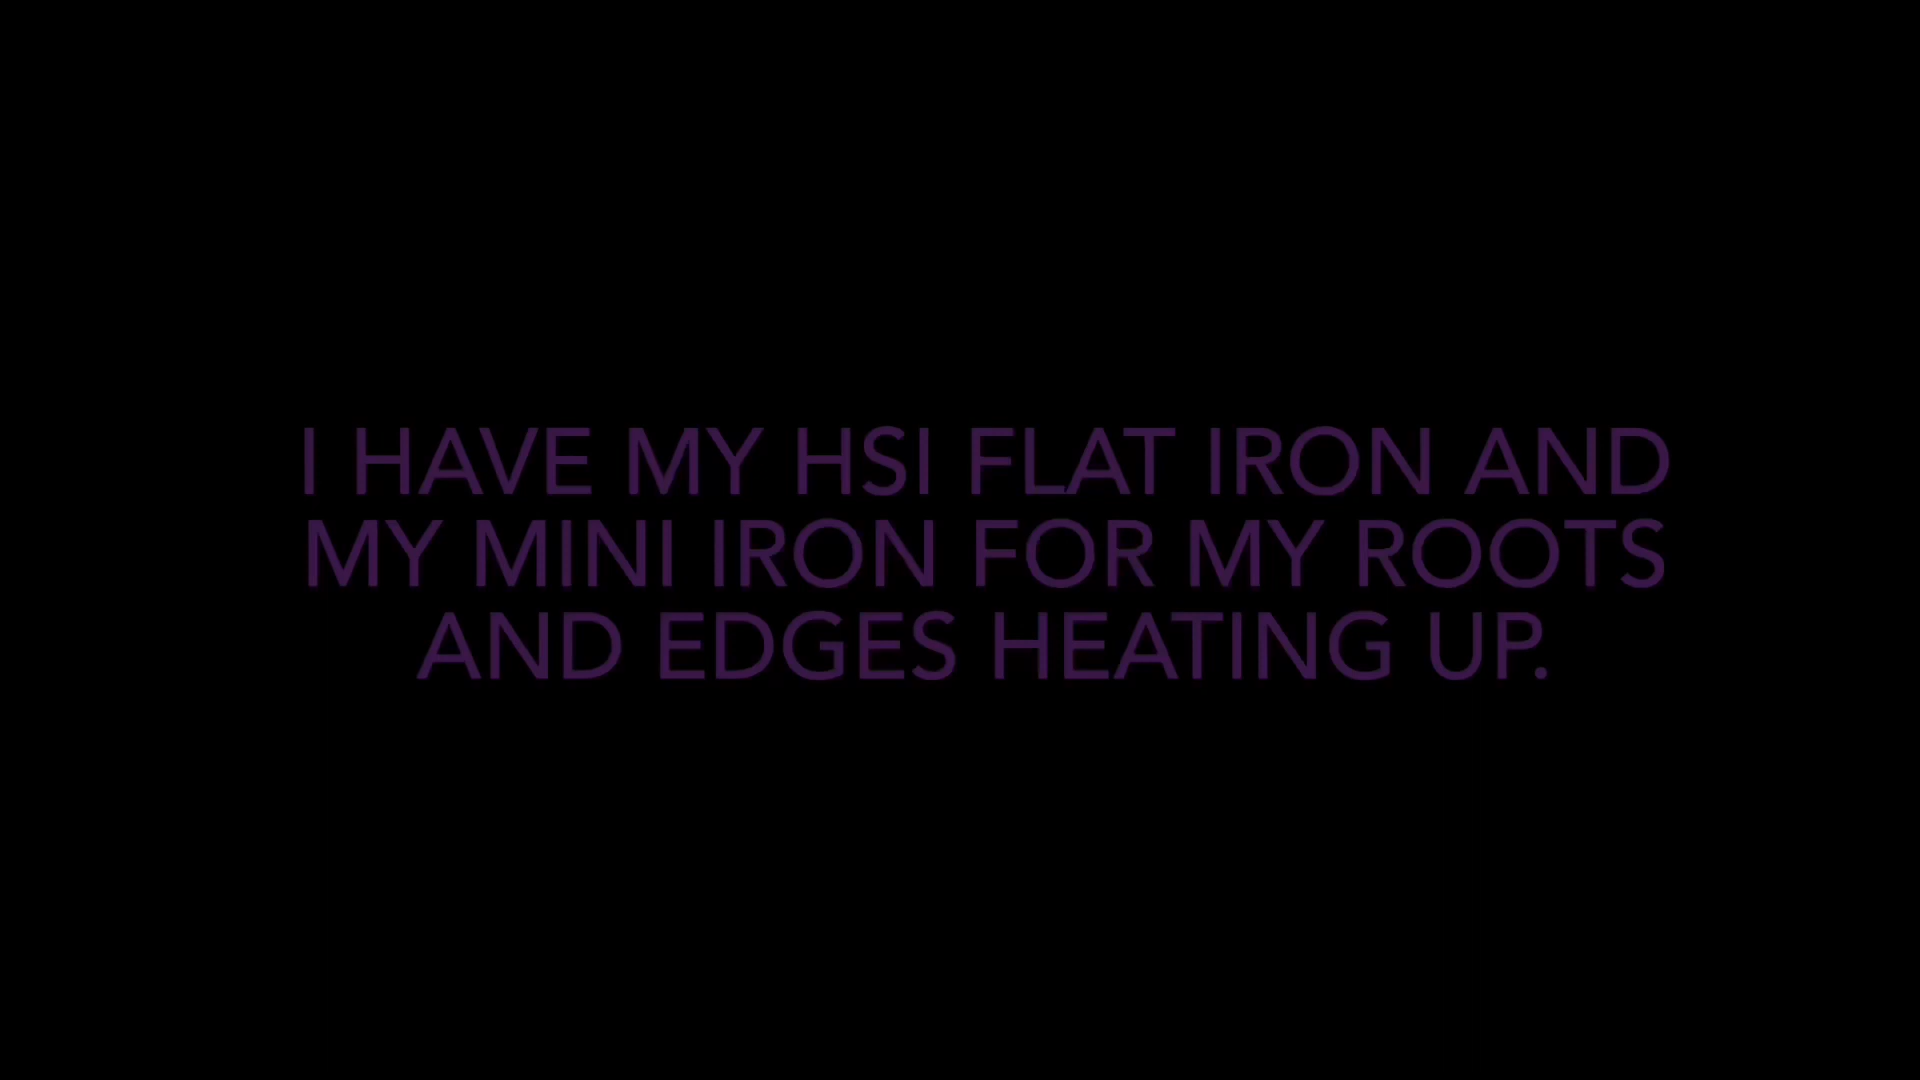 I HAVE MY HSI FLAT IRON AND
MY MINI IRON FOR MY ROOTS
AND EDGES HEATING UP.